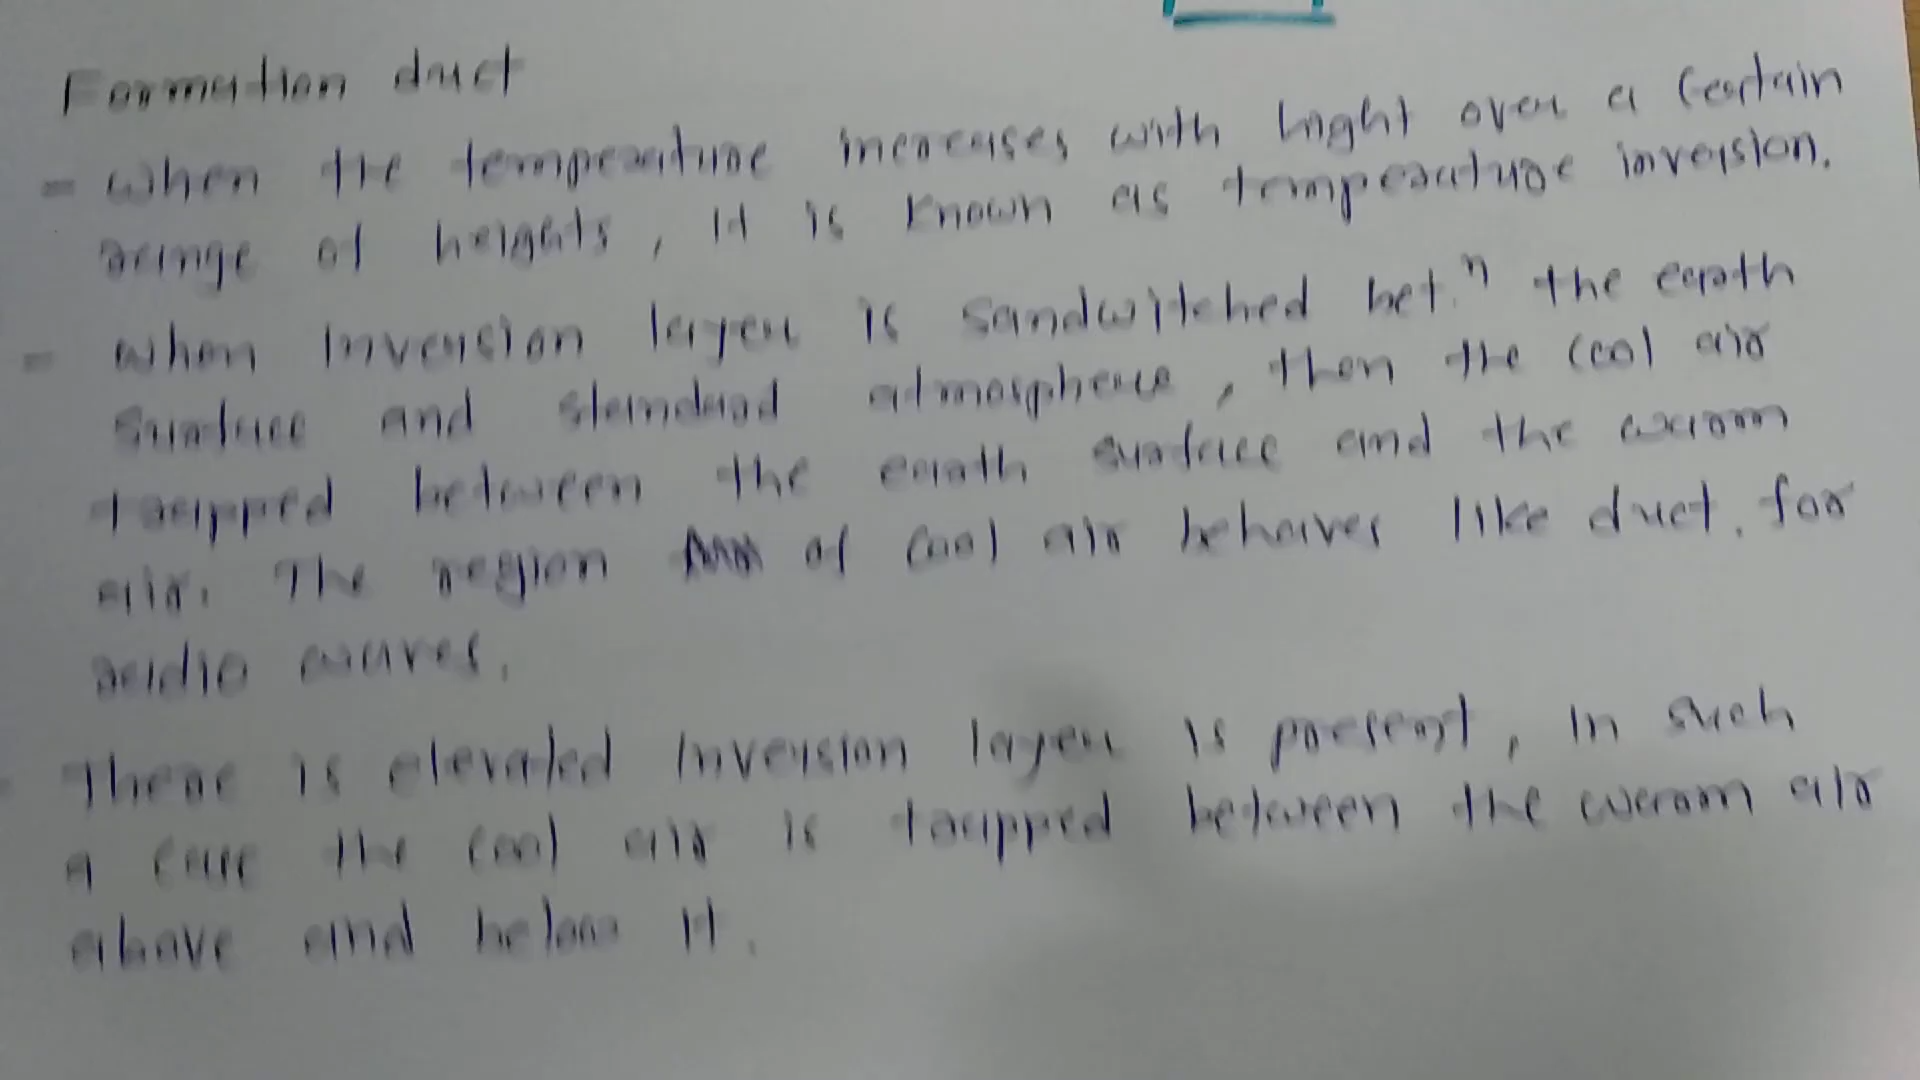 Formation duct
- when the temperature increases with hight over a certain
range of heights, it is known as temperature inversion.
- when inversion layer is sandwitched bet.n the earth
surface and standard atmosphere, then the cool air
trapped between the earth surface and the warm
air. The region of cool air behaves like duct. for
radio waves.
- There is elevated inversion layer is present, in such
a case the cool air is trapped between the warm air
above and below it.